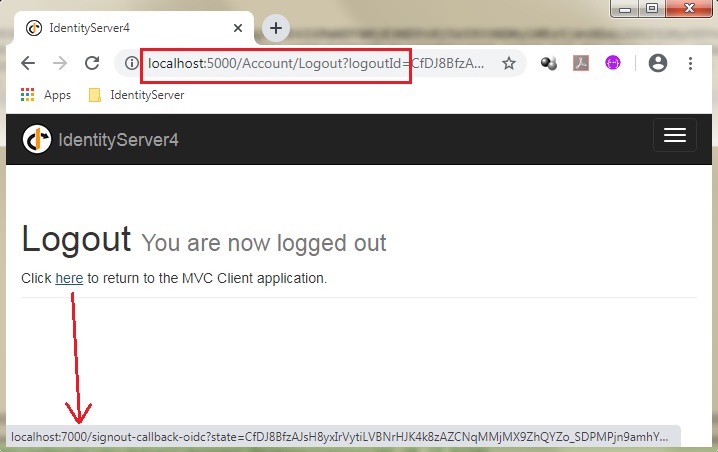 IdentityServer4
localhost:5000/Account/Logout?logoutId=CfDJ8BfzA...
Apps
IdentityServer
IdentityServer4
Logout You are now logged out
Click here to return to the MVC Client application.
localhost:7000/signout-callback-oidc?state=CfDJ8BfzAJsH8yxIrVytiLVBNrHJK4k8zAZCNqMMjMX9ZhQYZo_SDPMPjn9amhY...